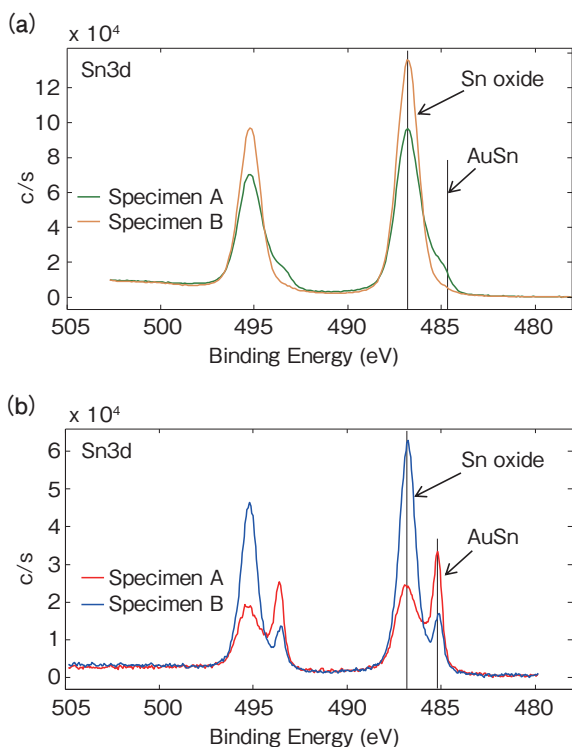 (a)
x 10⁴
Sn3d
12
10
8
6
4
2
0
c/s
Sn oxide
AuSn
Specimen A
Specimen B
505 500 495 490 485 480
Binding Energy (eV)
(b)
x 10⁴
Sn3d
6
5
4
3
2
1
0
c/s
Sn oxide
AuSn
Specimen A
Specimen B
505 500 495 490 485 480
Binding Energy (eV)